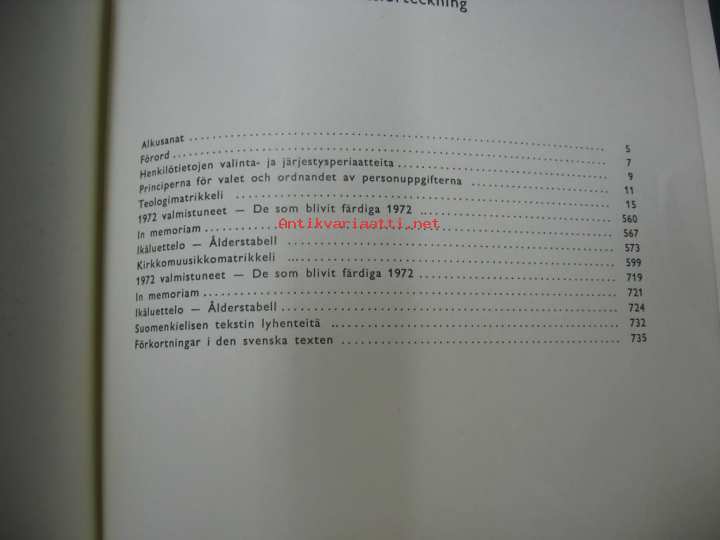 Alkusanat 5
Förord 7
Henkilötietojen valinta- ja järjestysperiaatteita 9
Principerna för valet och ordnandet av personuppgifterna 11
Teologimatrikkeli 15
1972 valmistuneet — De som blivit färdiga 1972 560
Antikvariaatti.net
In memoriam 567
Ikäluettelo — Ålderstabell 573
Kirkkomuusikkomatrikkeli 599
1972 valmistuneet — De som blivit färdiga 1972 719
In memoriam 721
Ikäluettelo — Ålderstabell 724
Suomenkielisen tekstin lyhenteitä 732
Förkortningar i den svenska texten 735